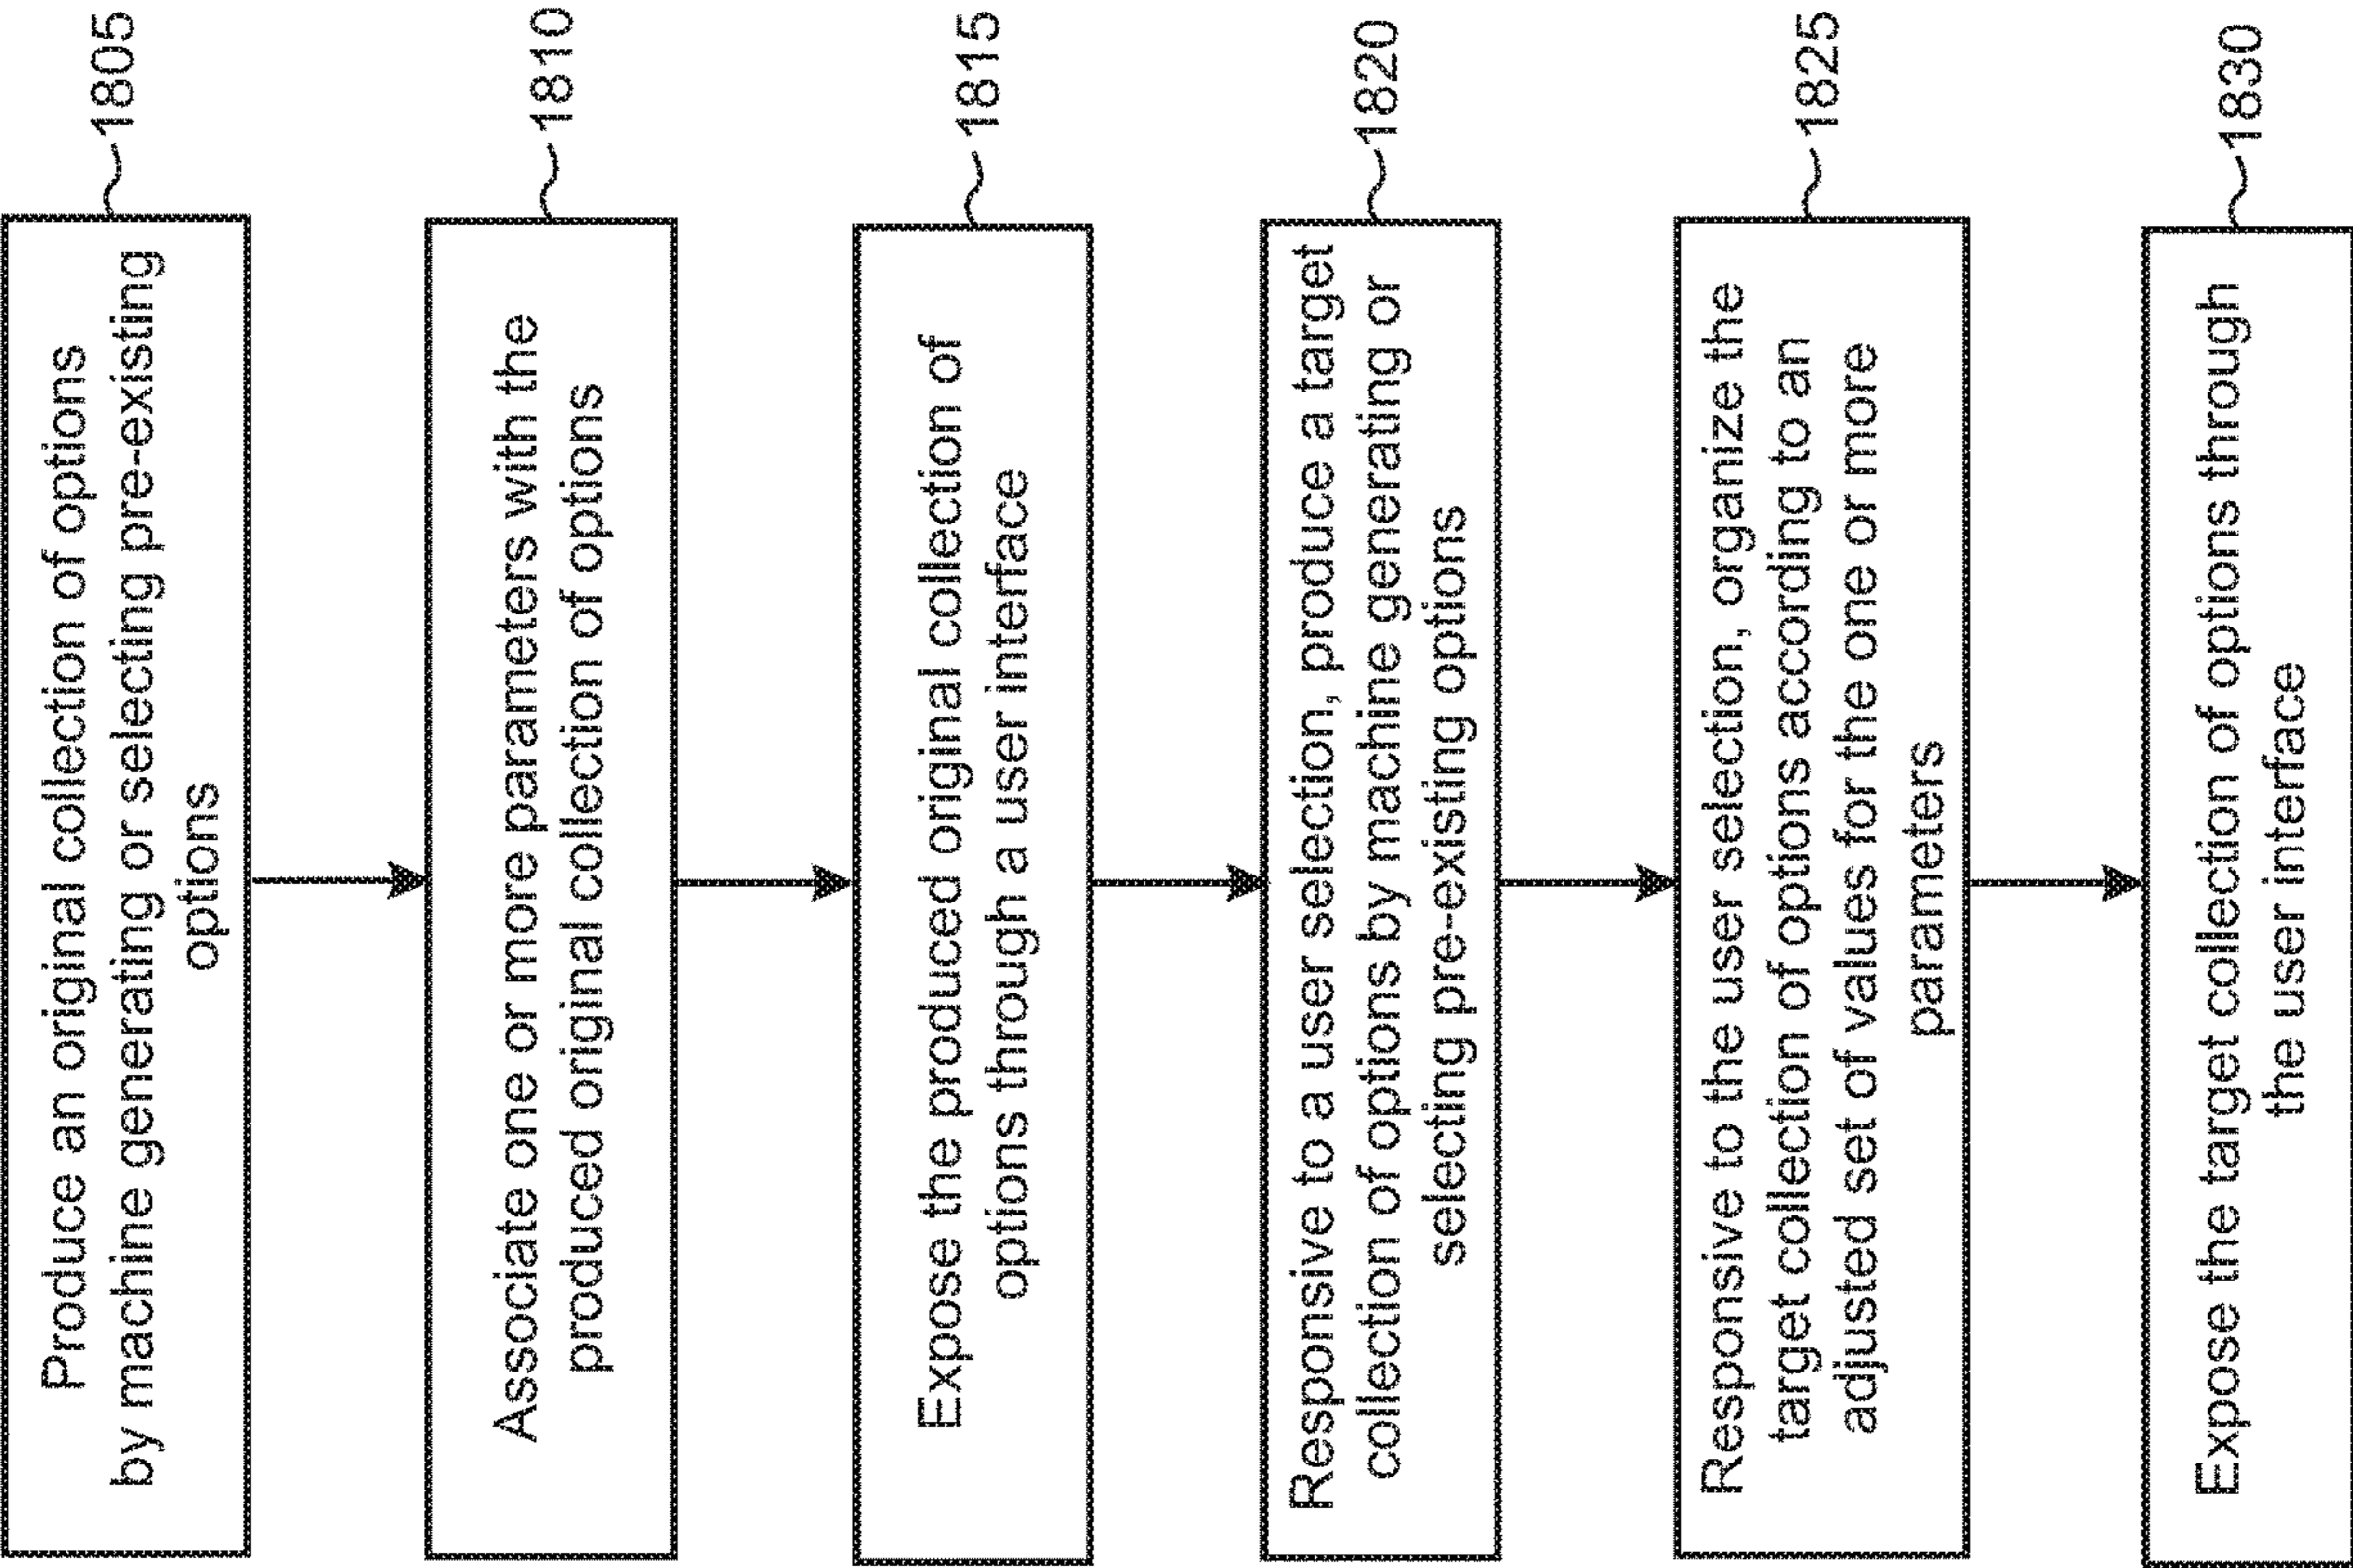 Produce an original collection of options
by machine generating or selecting pre-existing
options
1805
Associate one or more parameters with the
produced original collection of options
1810
Expose the produced original collection of
options through a user interface
1815
Responsive to a user selection, produce a target
collection of options by machine generating or
selecting pre-existing options
1820
Responsive to the user selection, organize the
target collection of options according to an
adjusted set of values for the one or more
parameters
1825
Expose the target collection of options through
the user interface
1830